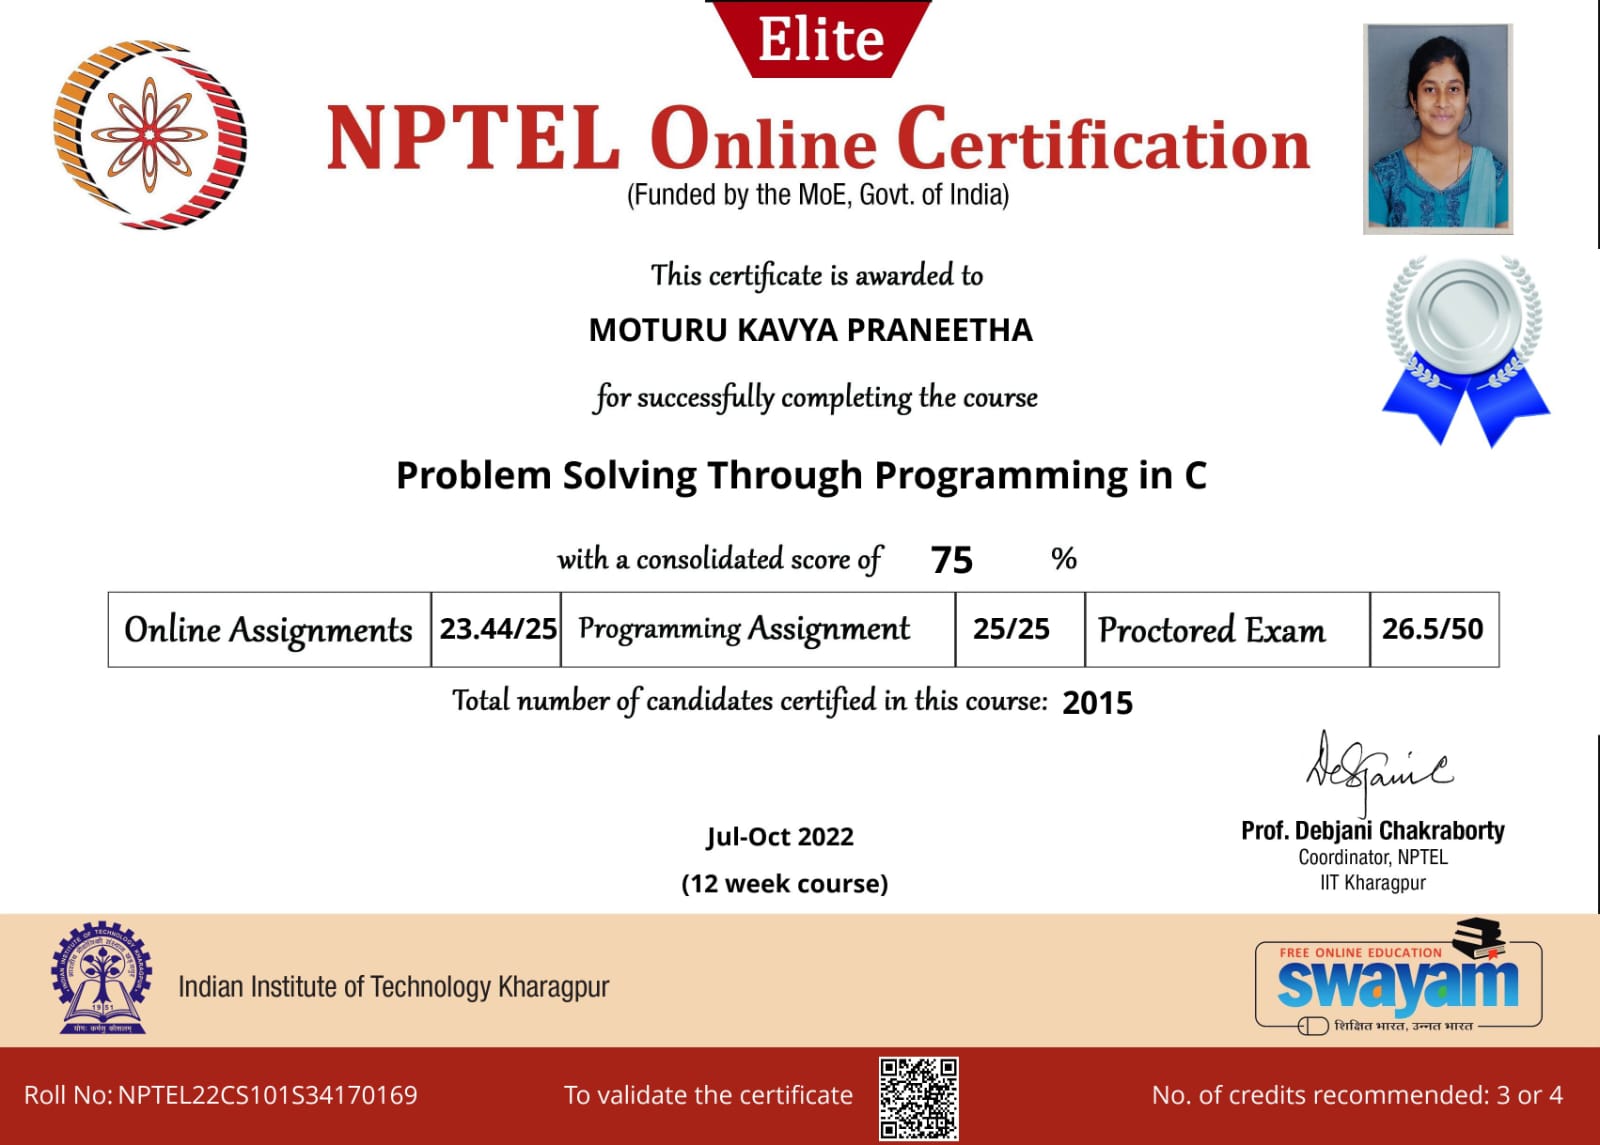 Elite
NPTEL Online Certification
(Funded by the MoE, Govt. of India)
This certificate is awarded to
MOTURU KAVYA PRANEETHA
for successfully completing the course
Problem Solving Through Programming in C
with a consolidated score of 75 %
Online Assignments 23.44/25 Programming Assignment 25/25 Proctored Exam 26.5/50
Total number of candidates certified in this course: 2015
Jul-Oct 2022
(12 week course)
Prof. Debjani Chakraborty
Coordinator, NPTEL
IIT Kharagpur
INDIAN INSTITUTE OF TECHNOLOGY KHARAGPUR
1951
योगः कर्मसु कौशलम्
Indian Institute of Technology Kharagpur
FREE ONLINE EDUCATION
swayam
शिक्षित भारत, उन्नत भारत
Roll No: NPTEL22CS101S34170169
To validate the certificate
No. of credits recommended: 3 or 4